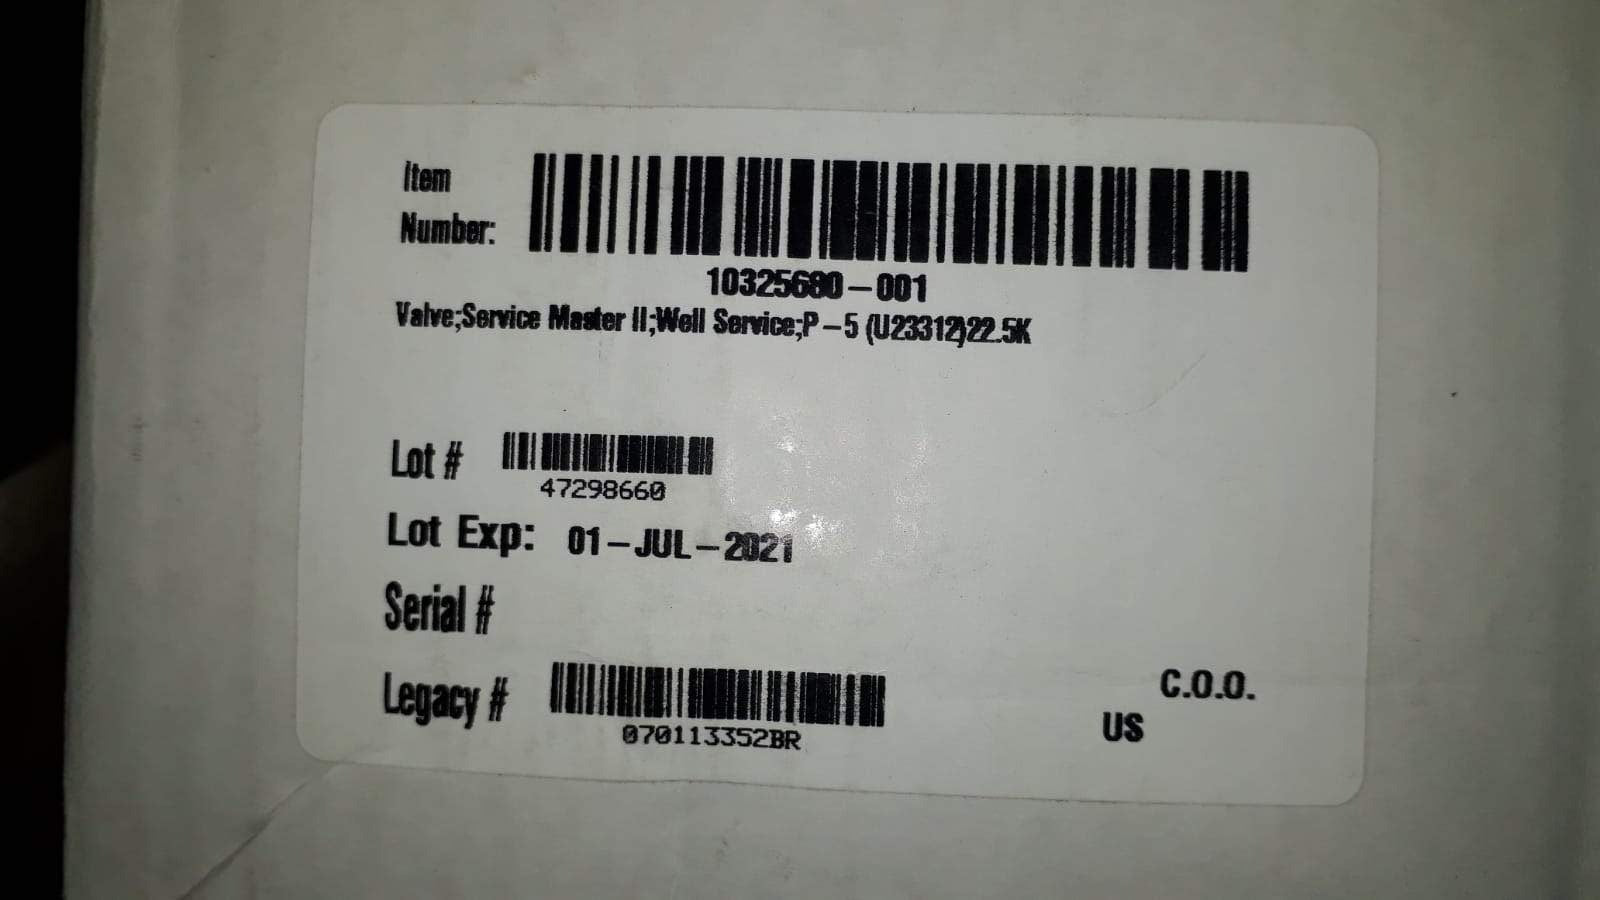 Item
Number:
10325680-001
Valve;Service Master II;Well Service;P-5 (U23312)22.5K
Lot #
47298660
Lot Exp: 01-JUL-2021
Serial #
Legacy #
070113352BR
C.O.O.
US